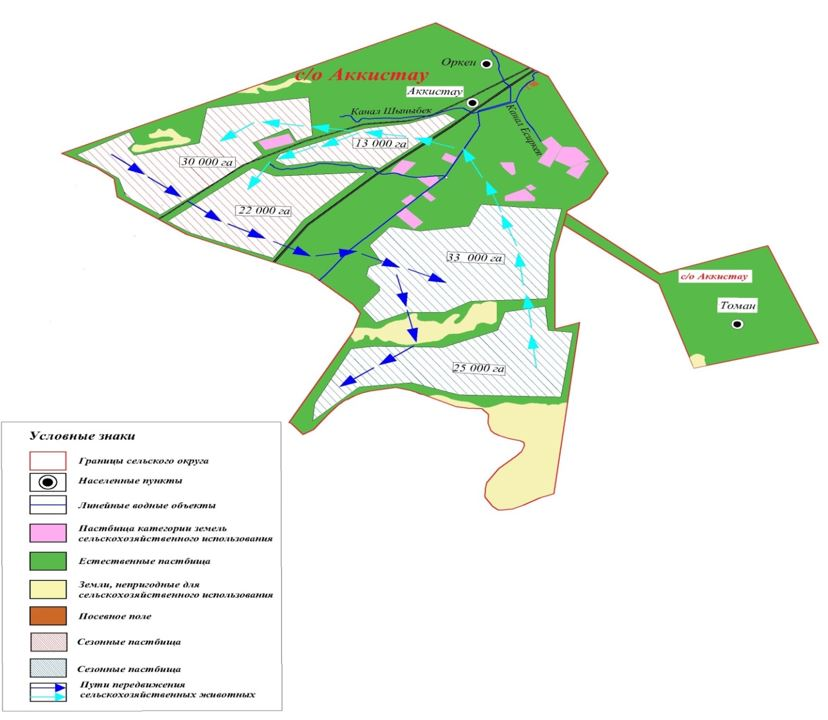 с/о Аккистау
Оркен
Аккистау
Канал Шыныбек
Канал Есиркеп
13 000 га
30 000 га
22 000 га
33 000 га
25 000 га
с/о Аккистау
Томан
Условные знаки
Границы сельского округа
Населенные пункты
Линейные водные объекты
Пастбища категории земель
сельскохозяйственного использования
Естественные пастбища
Земли, непригодные для
сельскохозяйственного использования
Посевное поле
Сезонные пастбища
Сезонные пастбища
Пути передвижения
сельскохозяйственных животных